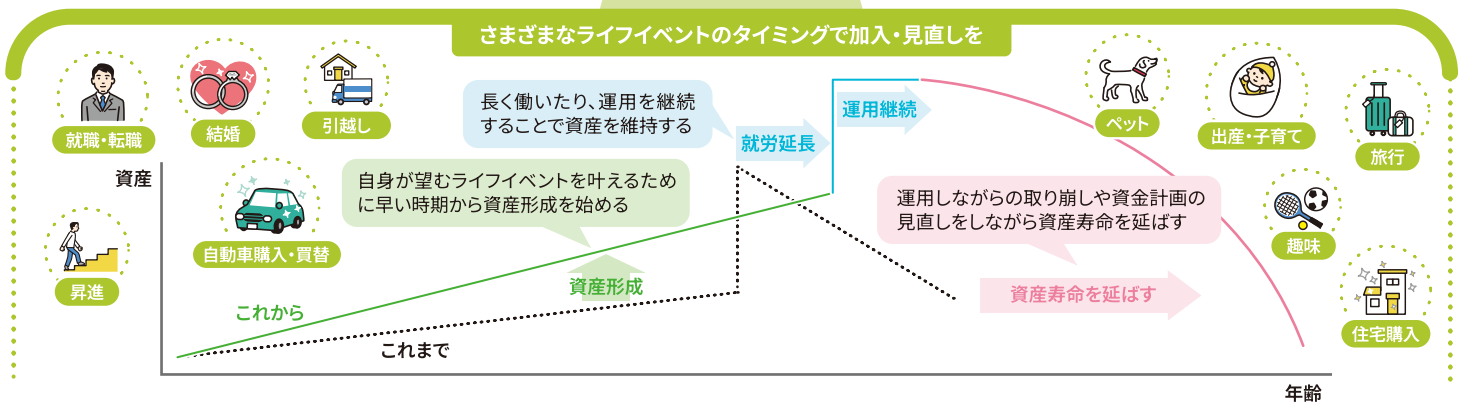 さまざまなライフイベントのタイミングで加入・見直しを
就職・転職
結婚
引越し
長く働いたり、運用を継続
することで資産を維持する
就労延長
運用継続
ペット
出産・子育て
旅行
資産
自動車購入・買替
自身が望むライフイベントを叶えるため
に早い時期から資産形成を始める
運用しながらの取り崩しや資金計画の
見直しをしながら資産寿命を延ばす
趣味
昇進
これから
資産形成
資産寿命を延ばす
住宅購入
これまで
年齢